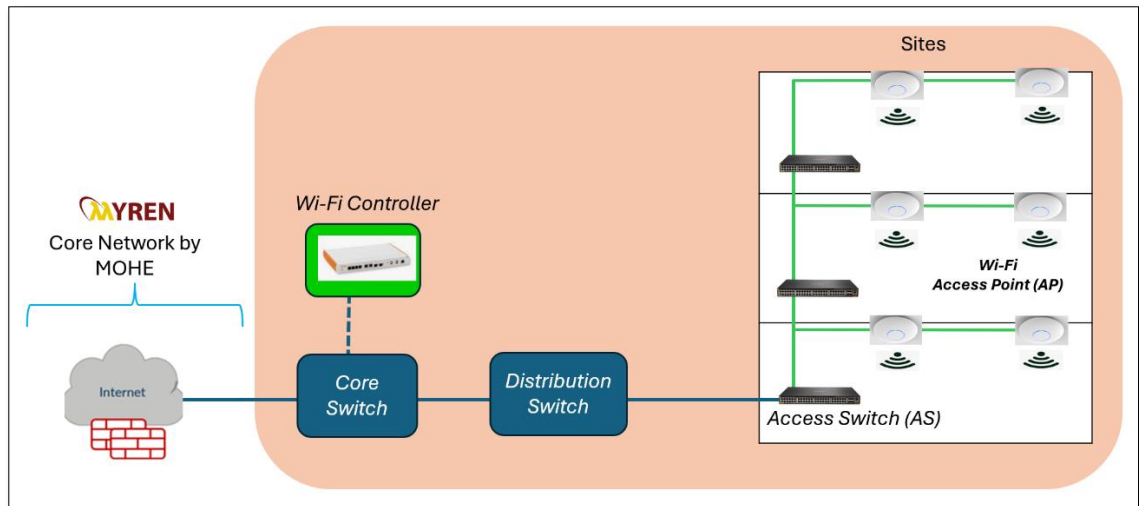 Sites
Wi-Fi Controller
MYREN
Core Network by
MOHE
Wi-Fi
Access Point (AP)
Internet
Core
Switch
Distribution
Switch
Access Switch (AS)